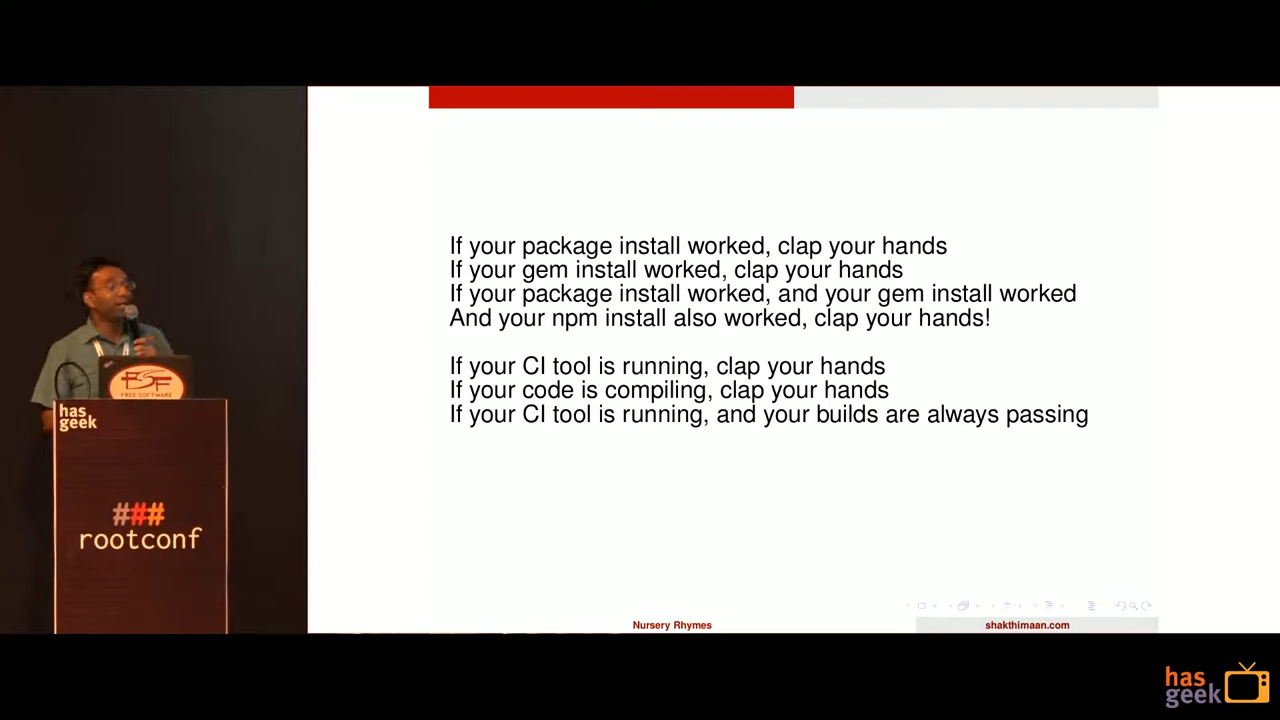 If your package install worked, clap your hands
If your gem install worked, clap your hands
If your package install worked, and your gem install worked
And your npm install also worked, clap your hands!
If your CI tool is running, clap your hands
If your code is compiling, clap your hands
If your CI tool is running, and your builds are always passing
Nursery Rhymes
shakthimaan.com
FSF
FREE SOFTWARE
has
geek
###
rootconf
has
geek